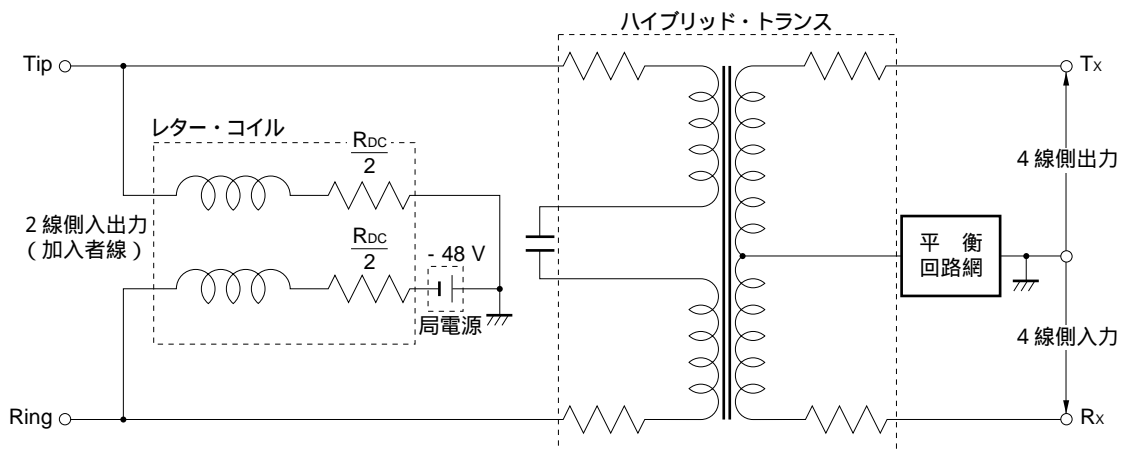 ハイブリッド・トランス
Tip
Tx
レター・コイル
RDC
2
2 線側入出力
( 加入者線 )
RDC
2
- 48 V
局電源
4 線側出力
平 衡
回路網
4 線側入力
Ring
Rx